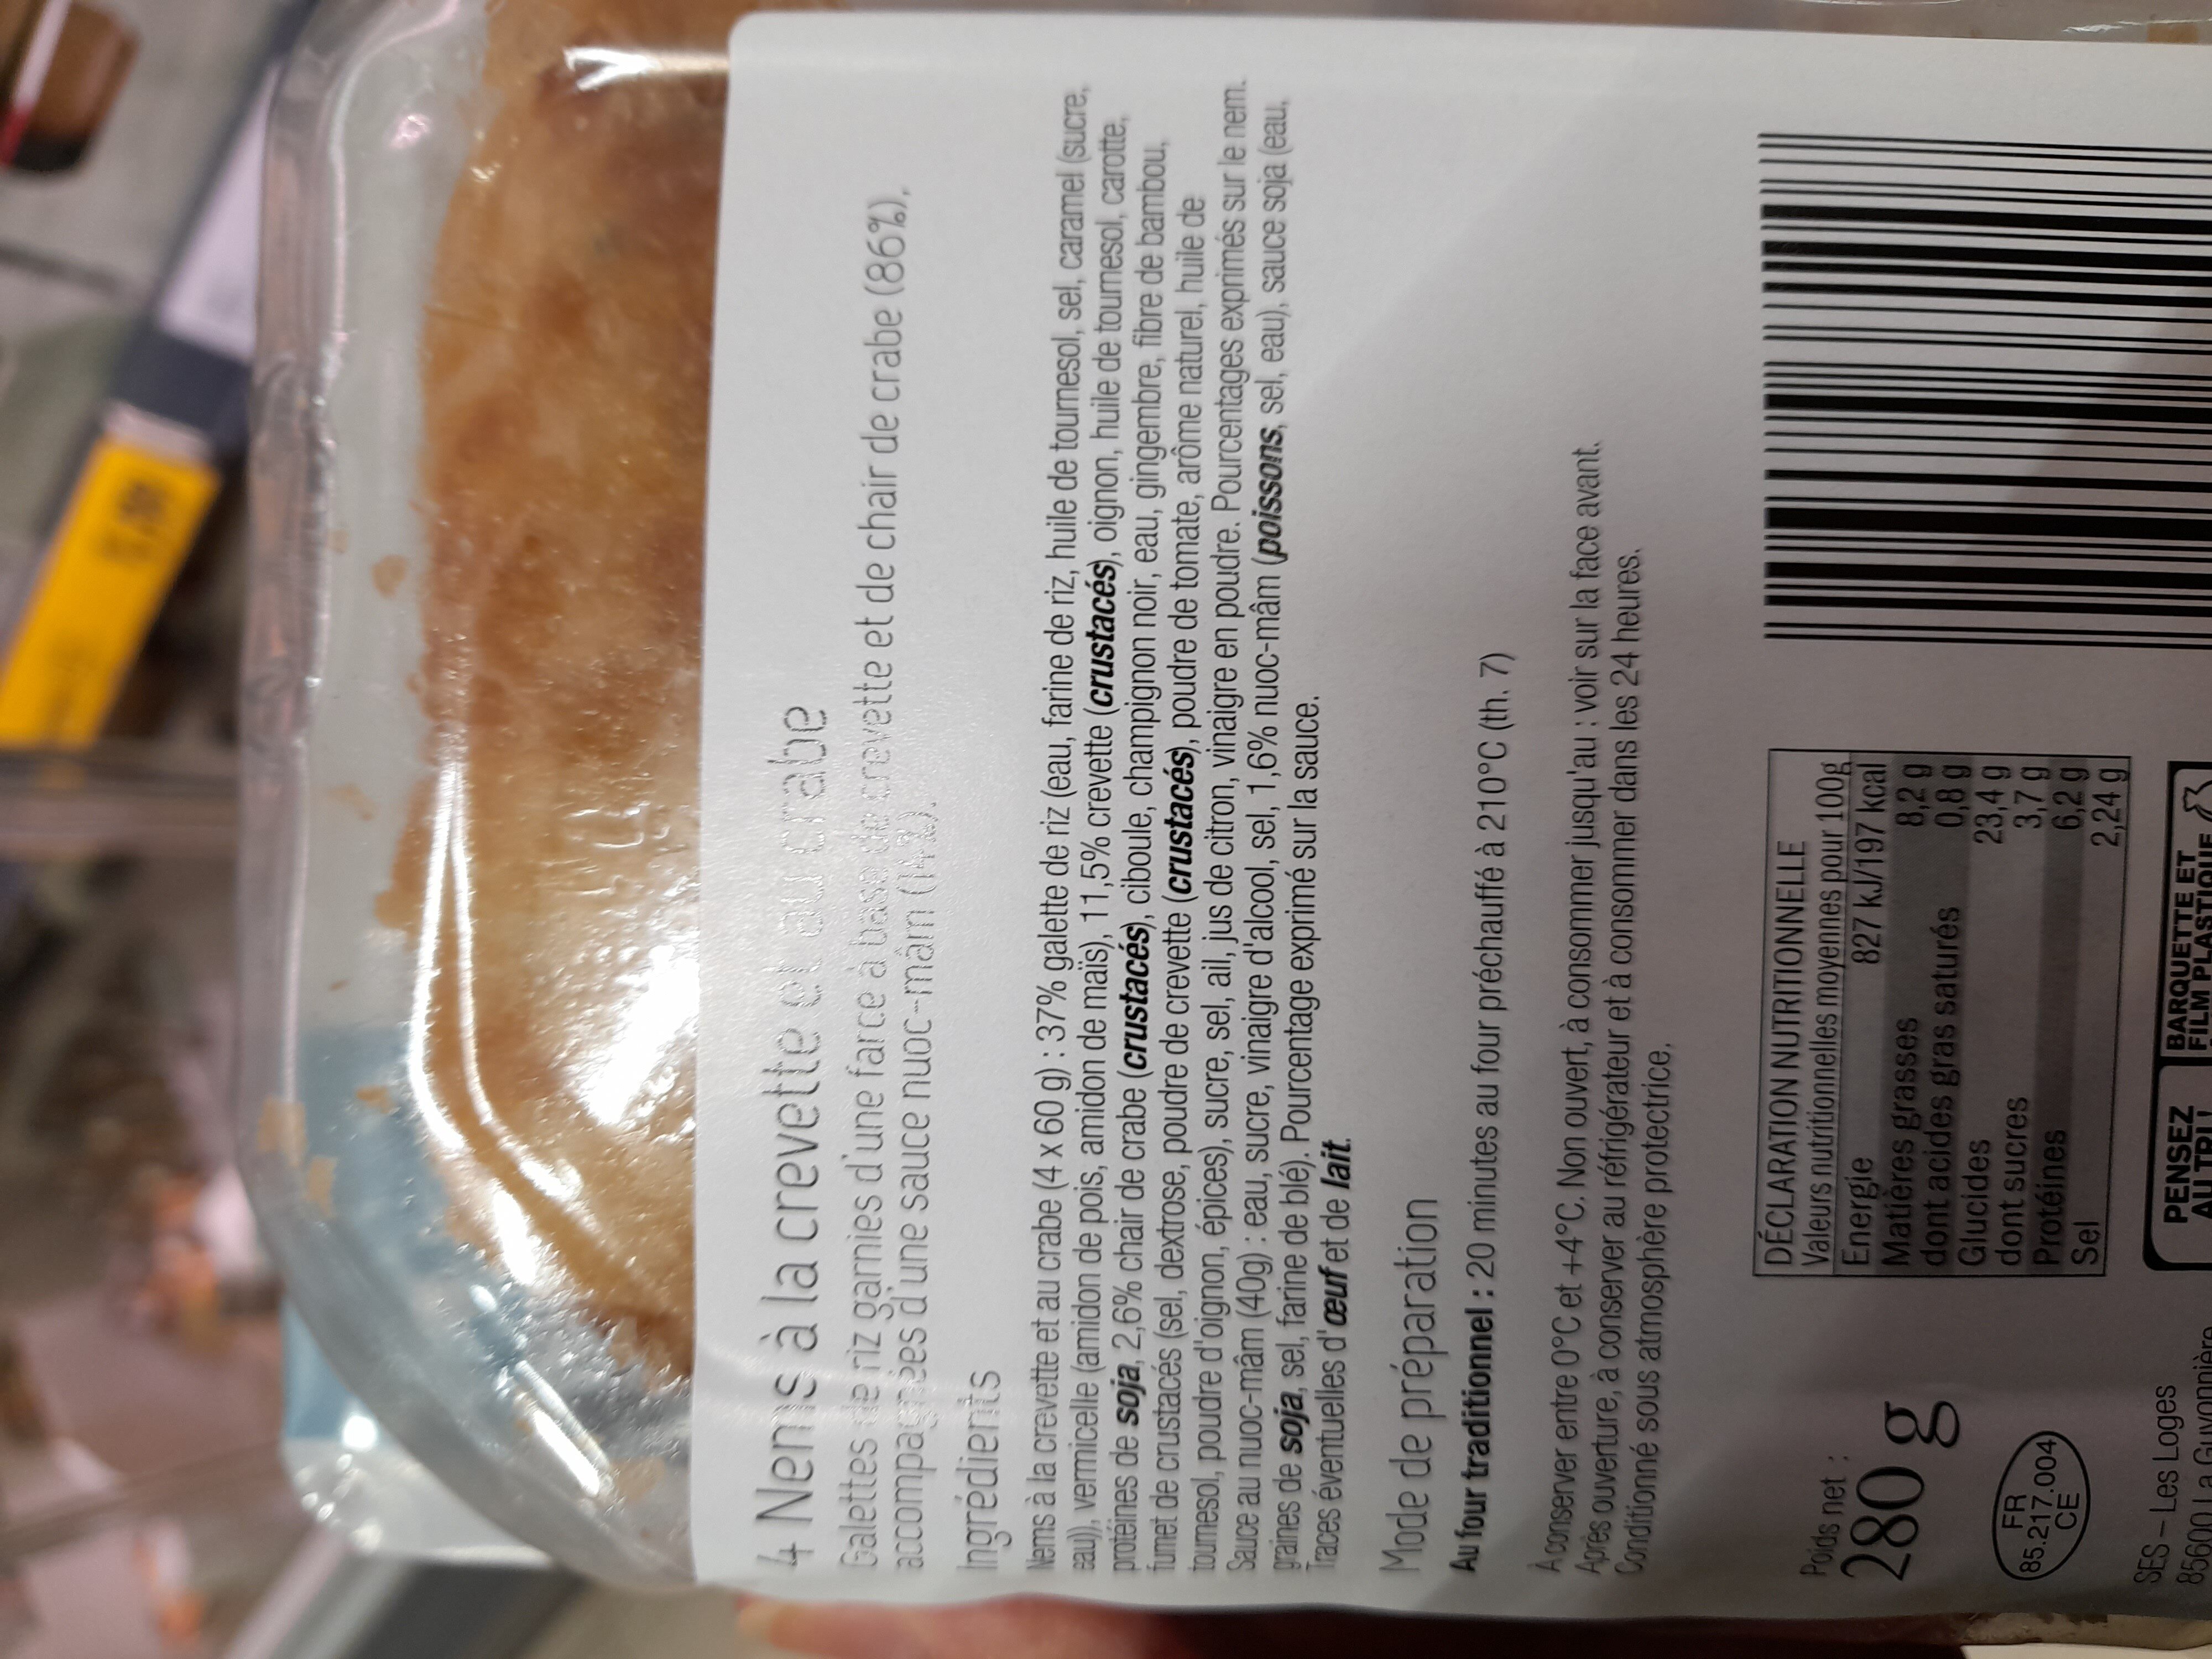 4 Nems à la crevette et au crabe
Galettes de riz garnies d'une farce à base de crevette et de chair de crabe (86%),
accompagnées d'une sauce nuoc-mâm (14%).
Ingrédients
Nems à la crevette et au crabe (4 x 60 g) : 37% galette de riz (eau, farine de riz, huile de tournesol, sel, caramel (sucre,
eau)), vermicelle (amidon de pois, amidon de maïs), 11,5% crevette (crustacés), oignon, huile de tournesol, carotte,
protéines de soja, 2,6% chair de crabe (crustacés), ciboule, champignon noir, eau, gingembre, fibre de bambou,
fumet de crustacés (sel, dextrose, poudre de crevette (crustacés), poudre de tomate, arôme naturel, huile de
tournesol, poudre d'oignon, épices), sucre, sel, ail, jus de citron, vinaigre en poudre. Pourcentages exprimés sur le nem.
Sauce au nuoc-mâm (40g) : eau, sucre, vinaigre d'alcool, sel, 1,6% nuoc-mâm (poissons, sel, eau), sauce soja (eau,
graines de soja, sel, farine de blé). Pourcentage exprimé sur la sauce.
Traces éventuelles d'œuf et de lait.
Mode de préparation
Au four traditionnel : 20 minutes au four préchauffé à 210°C (th. 7)
A conserver entre 0°C et +4°C. Non ouvert, à consommer jusqu'au : voir sur la face avant.
Après ouverture, à conserver au réfrigérateur et à consommer dans les 24 heures.
Conditionné sous atmosphère protectrice.
Poids net :
280 g
FR
85.217.004
CE
SES – Les Loges
85600 La Guyonnière
DÉCLARATION NUTRITIONNELLE
Valeurs nutritionnelles moyennes pour 100g
Energie 827 kJ/197 kcal
Matières grasses 8,2 g
dont acides gras saturés 0,8 g
Glucides 23,4 g
dont sucres 3,7 g
Protéines 6,2 g
Sel 2,24 g
PENSEZ
AU TRI
BARQUETTE ET
FILM PLASTIQUE